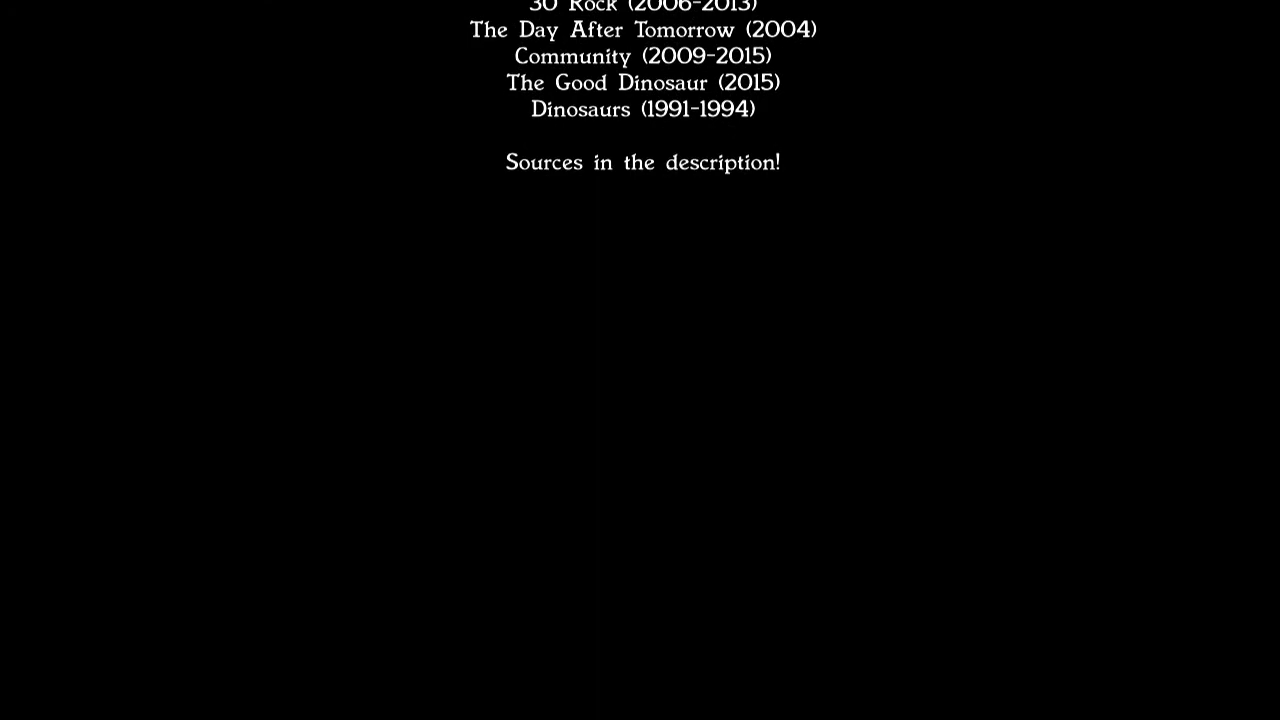 30 Rock (2006-2013)
The Day After Tomorrow (2004)
Community (2009-2015)
The Good Dinosaur (2015)
Dinosaurs (1991-1994)
Sources in the description!